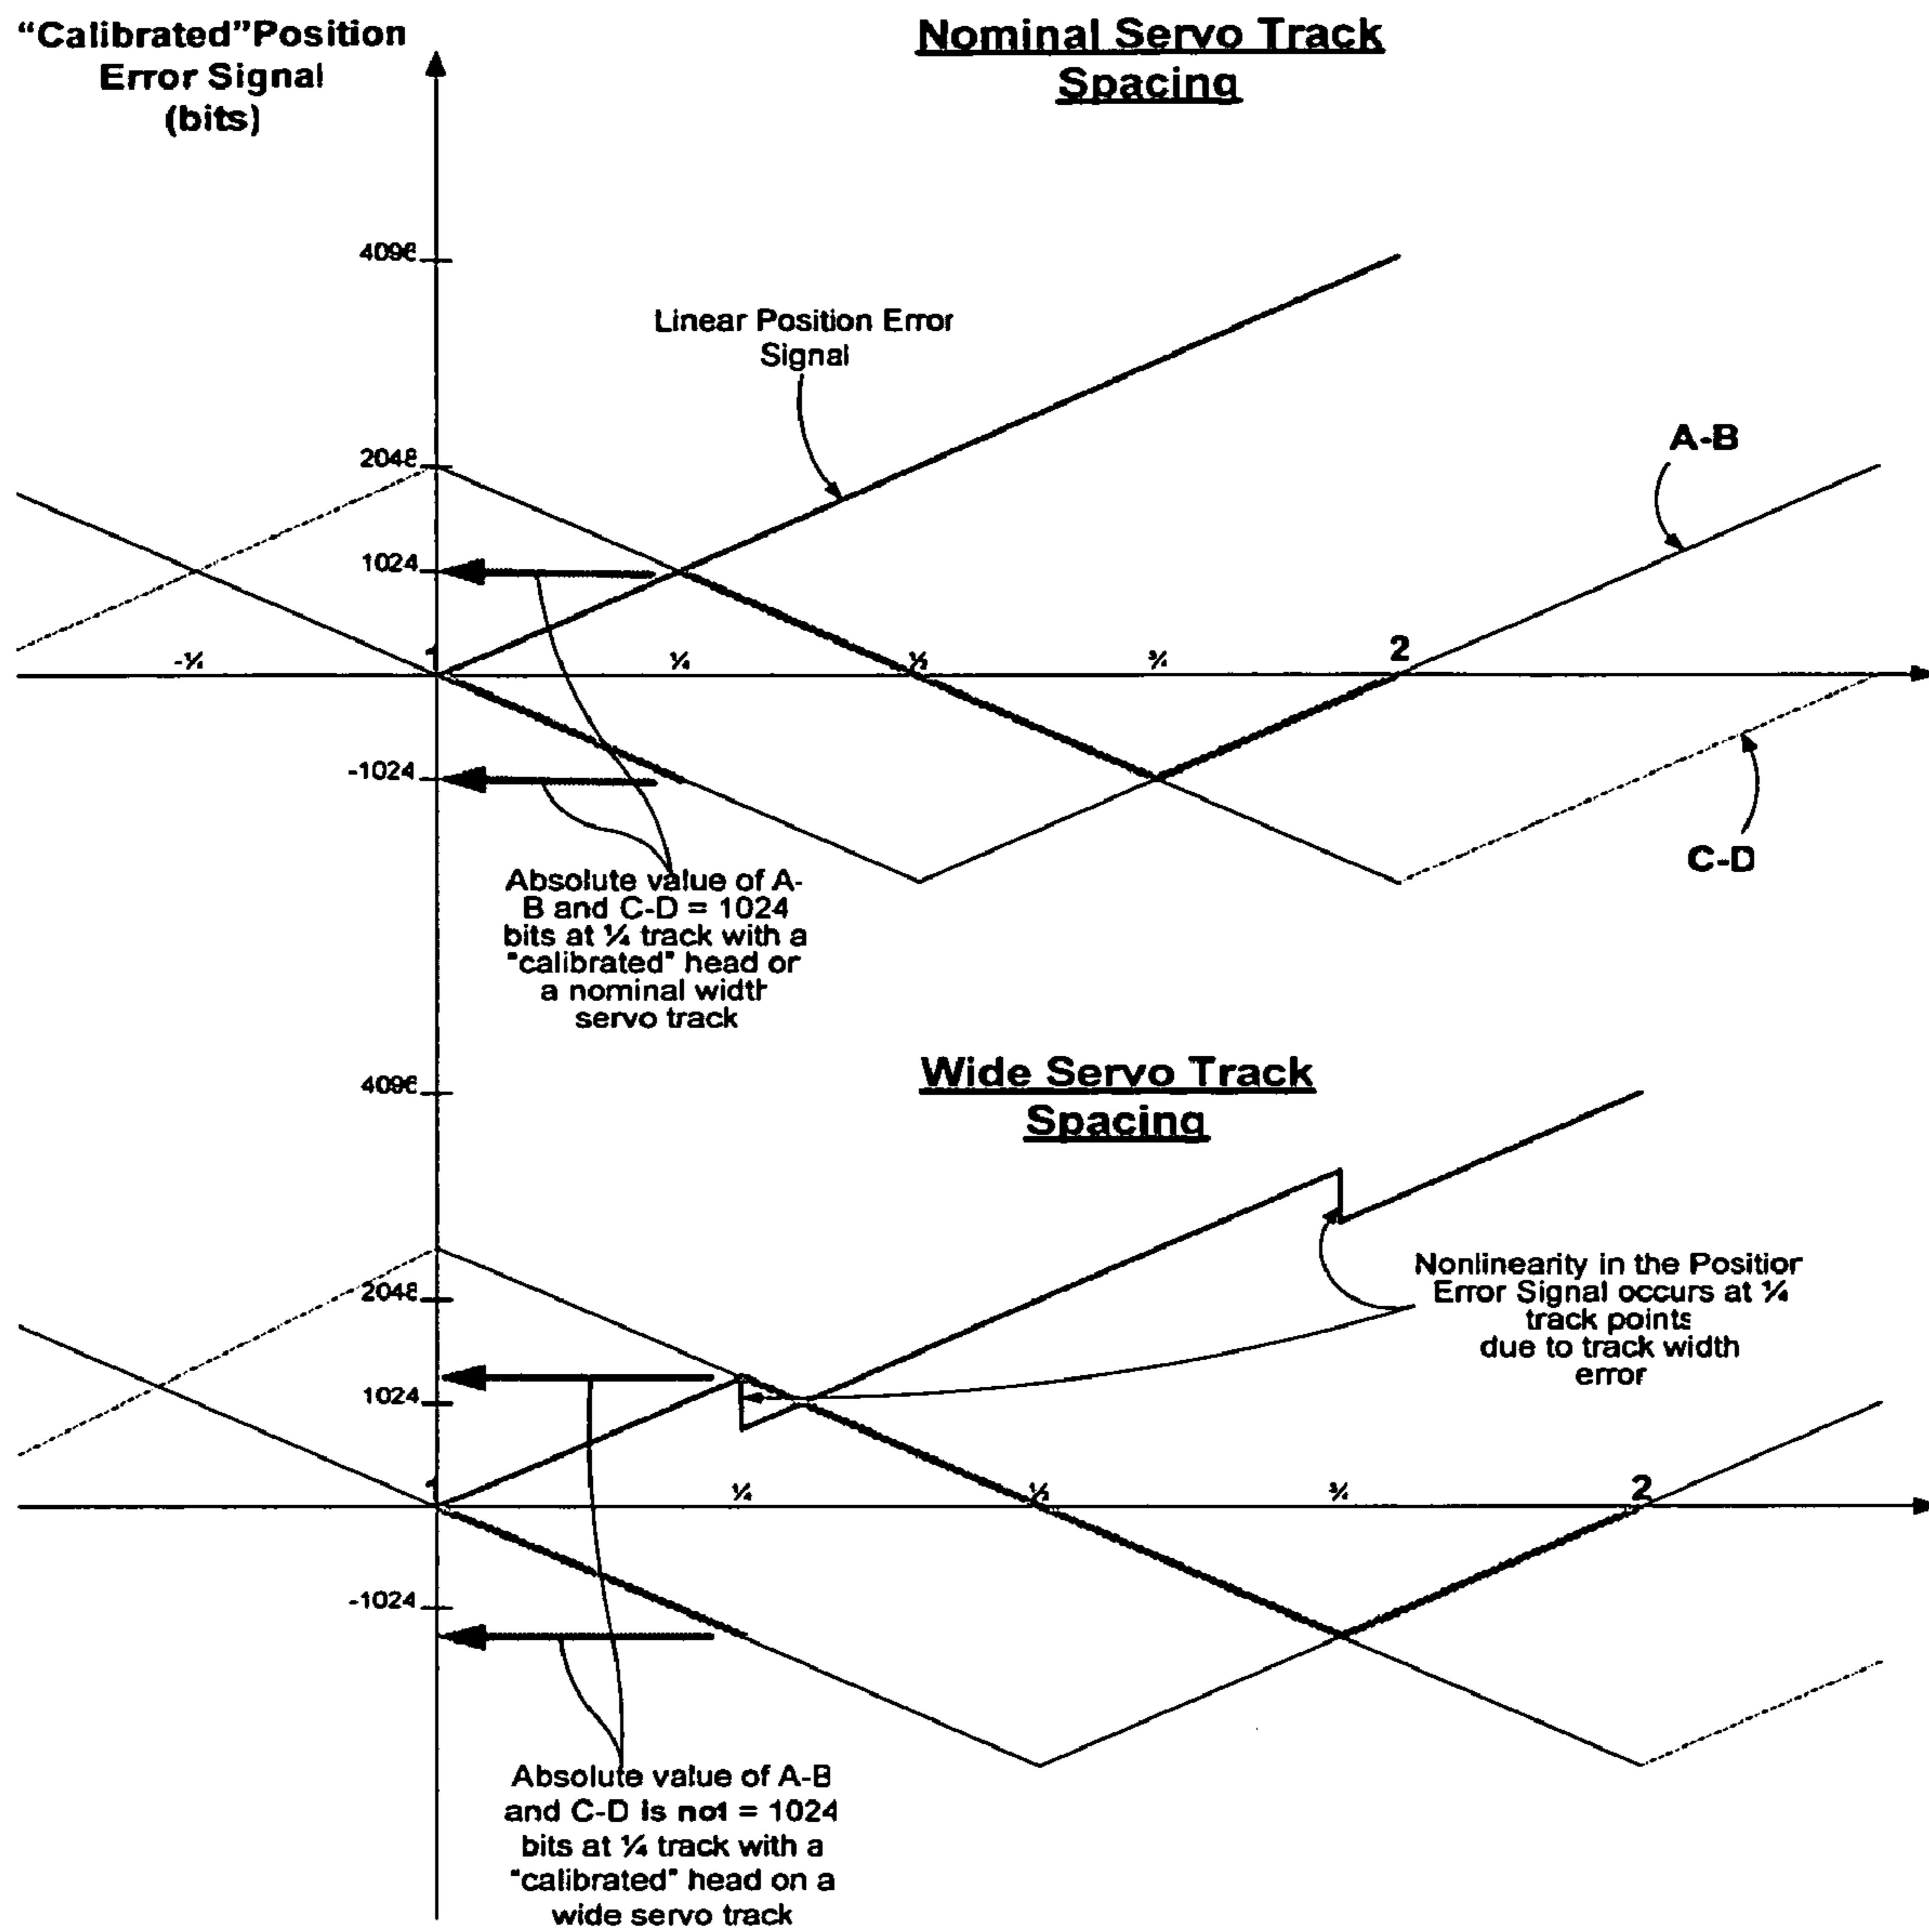 “Calibrated”Position
Error Signal
(bits)
Nominal Servo Track
Spacing
4096
Linear Position Error
Signal
2048
A-B
1024
-¼
1
¼
½
¾
2
-1024
C-D
Absolute value of A-
B and C-D = 1024
bits at ¼ track with a
"calibrated" head or
a nominal width
servo track
Wide Servo Track
Spacing
4096
Nonlinearity in the Position
Error Signal occurs at ¼
track points
due to track width
error
2048
1024
1
¼
½
¾
2
-1024
Absolute value of A-B
and C-D is not = 1024
bits at ¼ track with a
"calibrated" head on a
wide servo track